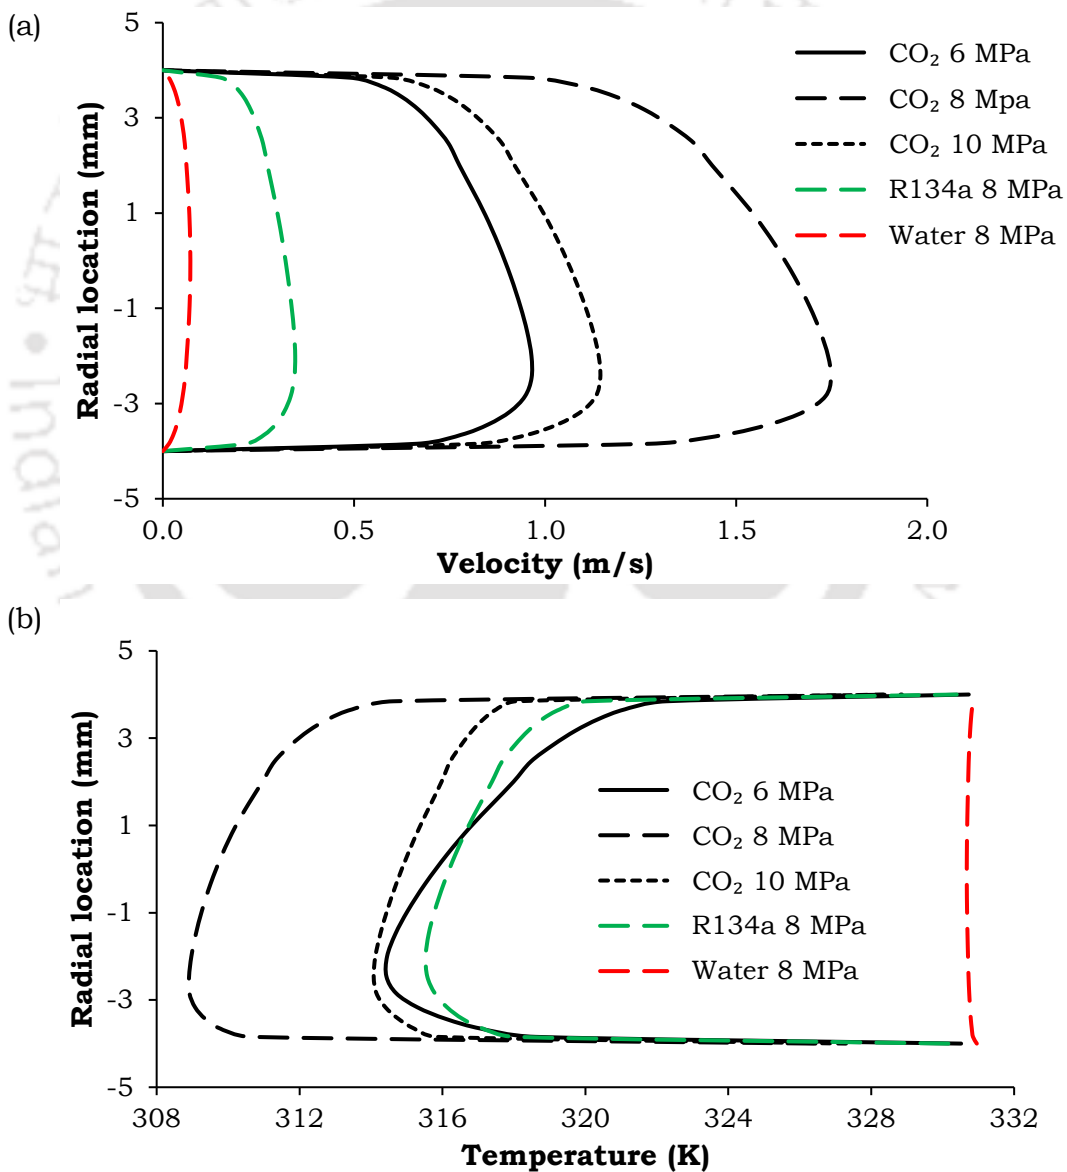 (a)
5
3
1
-1
-3
-5
Radial location (mm)
0.0 0.5 1.0 1.5 2.0
Velocity (m/s)
CO₂ 6 MPa
CO₂ 8 Mpa
CO₂ 10 MPa
R134a 8 MPa
Water 8 MPa
(b)
5
3
1
-1
-3
-5
Radial location (mm)
308 312 316 320 324 328 332
Temperature (K)
CO₂ 6 MPa
CO₂ 8 MPa
CO₂ 10 MPa
R134a 8 MPa
Water 8 MPa